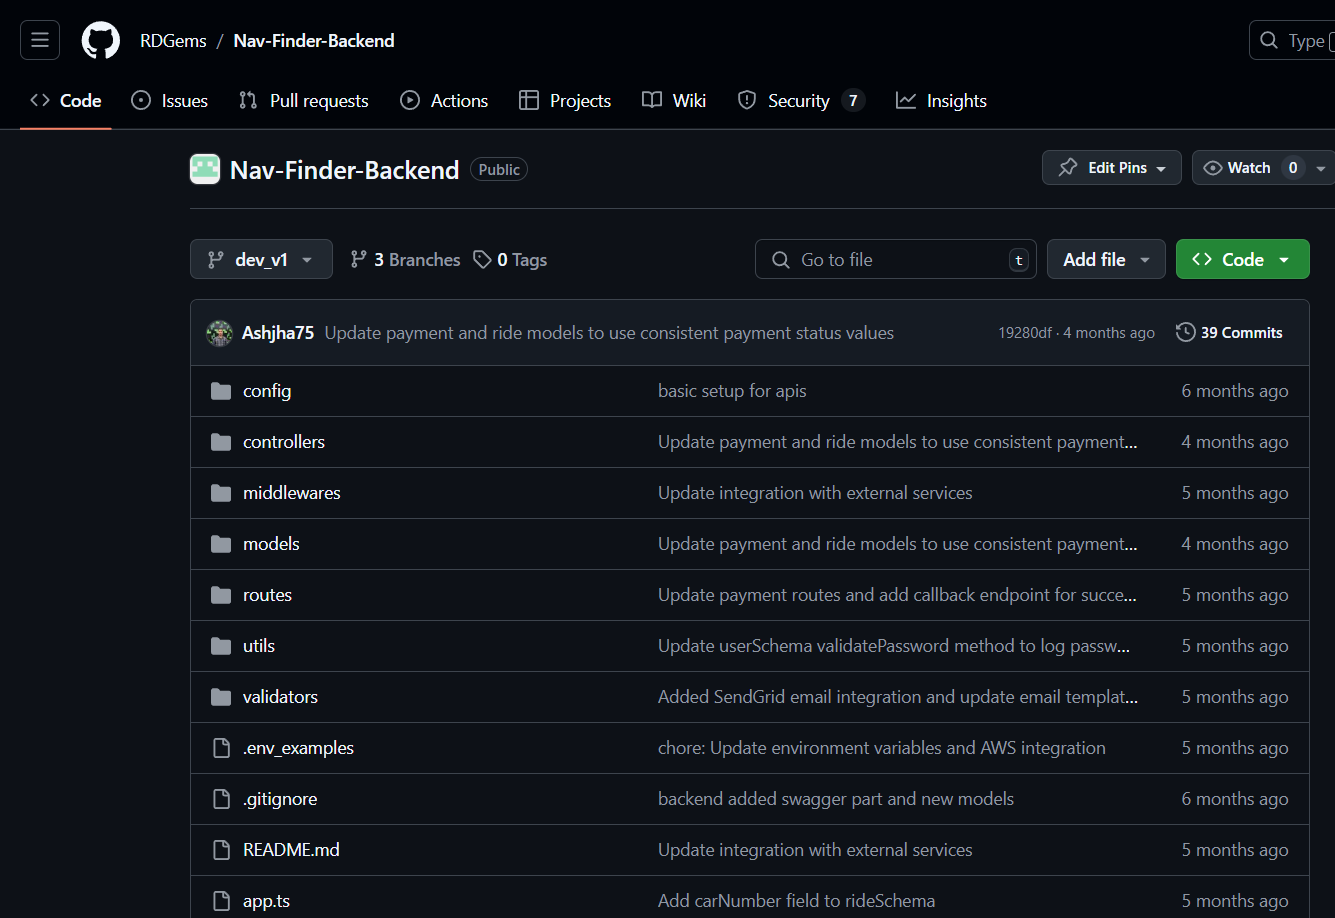 RDGems / Nav-Finder-Backend
Type
Code Issues Pull requests Actions Projects Wiki Security 7 Insights
Nav-Finder-Backend Public Edit Pins Watch 0
dev_v1 3 Branches 0 Tags Go to file t Add file Code
Ashjha75 Update payment and ride models to use consistent payment status values 19280df · 4 months ago 39 Commits
config basic setup for apis 6 months ago
controllers Update payment and ride models to use consistent payment... 4 months ago
middlewares Update integration with external services 5 months ago
models Update payment and ride models to use consistent payment... 4 months ago
routes Update payment routes and add callback endpoint for succe... 5 months ago
utils Update userSchema validatePassword method to log passw... 5 months ago
validators Added SendGrid email integration and update email templat... 5 months ago
.env_examples chore: Update environment variables and AWS integration 5 months ago
.gitignore backend added swagger part and new models 6 months ago
README.md Update integration with external services 5 months ago
app.ts Add carNumber field to rideSchema 5 months ago